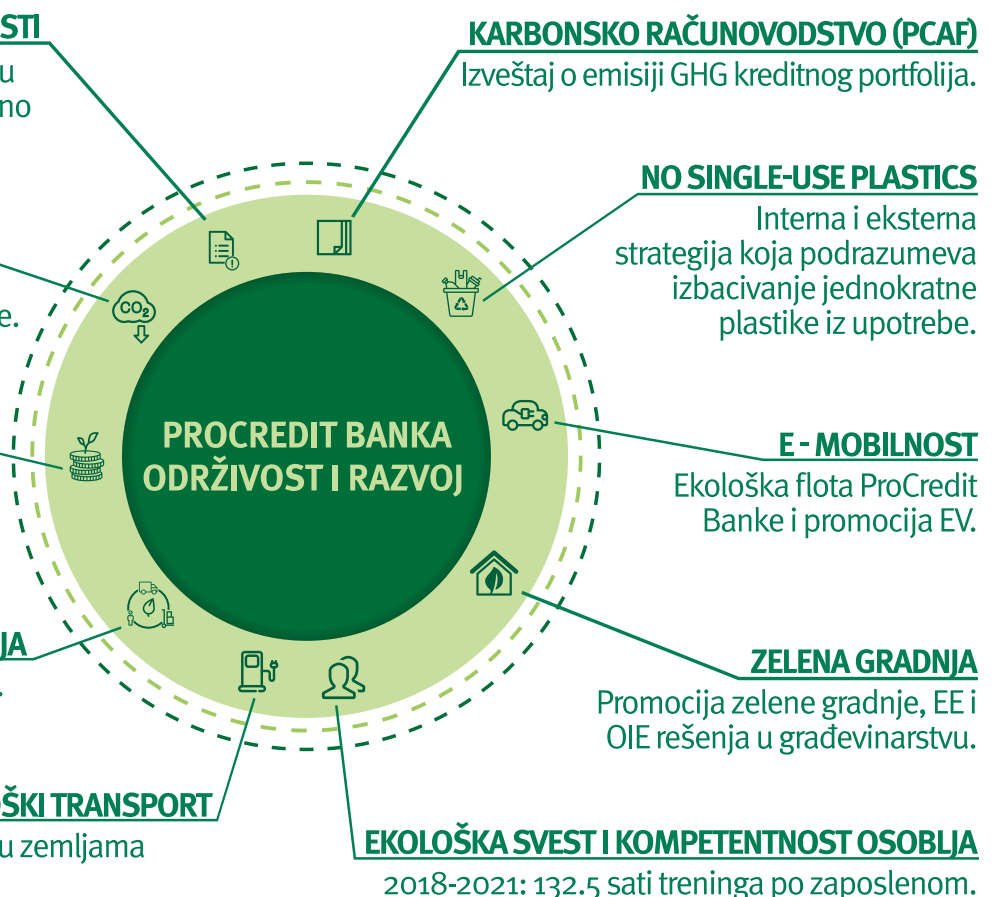 STI
u
no
e.
JA
.
ŠKI TRANSPORT
u zemljama
CO₂
PROCREDIT BANKA
ODRŽIVOST I RAZVOJ
KARBONSKO RAČUNOVODSTVO (PCAF)
Izveštaj o emisiji GHG kreditnog portfolija.
NO SINGLE-USE PLASTICS
Interna i eksterna
strategija koja podrazumeva
izbacivanje jednokratne
plastike iz upotrebe.
E - MOBILNOST
Ekološka flota ProCredit
Banke i promocija EV.
ZELENA GRADNJA
Promocija zelene gradnje, EE i
OIE rešenja u građevinarstvu.
EKOLOŠKA SVEST I KOMPETENTNOST OSOBLJA
2018-2021: 132.5 sati treninga po zaposlenom.